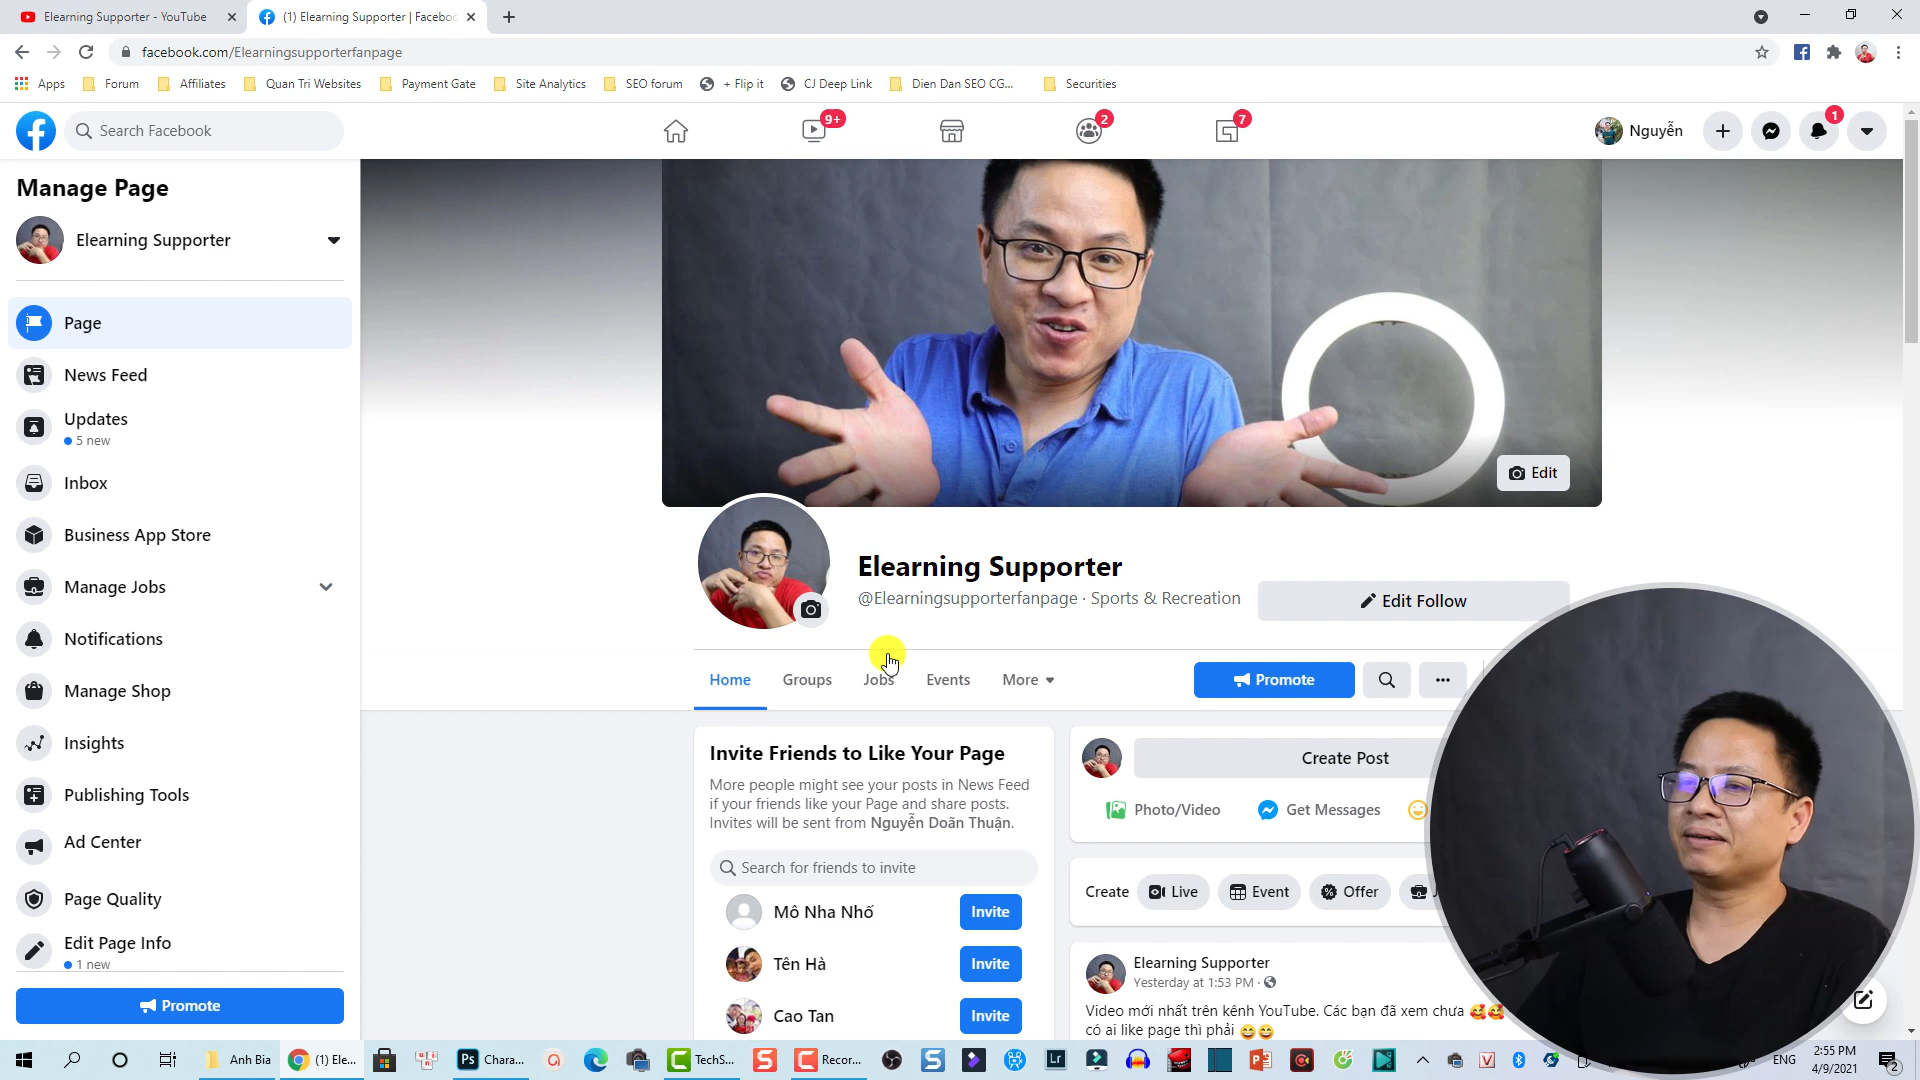 Elearning Supporter - YouTube
(1) Elearning Supporter | Faceboo
facebook.com/Elearningsupporterfanpage
Apps
Forum
Affiliates
Quan Tri Websites
Payment Gate
Site Analytics
SEO forum
+ Flip it
CJ Deep Link
Dien Dan SEO CG...
Securities
Search Facebook
9+
2
7
Nguyễn
1
Manage Page
Elearning Supporter
Page
News Feed
Updates
5 new
Inbox
Business App Store
Manage Jobs
Notifications
Manage Shop
Insights
Publishing Tools
Ad Center
Page Quality
Edit Page Info
1 new
Promote
Edit
Elearning Supporter
@Elearningsupporterfanpage · Sports & Recreation
Edit Follow
Home
Groups
Jobs
Events
More
Promote
Invite Friends to Like Your Page
More people might see your posts in News Feed
if your friends like your Page and share posts.
Invites will be sent from Nguyễn Doãn Thuận.
Search for friends to invite
Mô Nha Nhố
Invite
Tên Hà
Invite
Cao Tan
Invite
Create Post
Photo/Video
Get Messages
Create
Live
Event
Offer
Elearning Supporter
Yesterday at 1:53 PM ·
Video mới nhất trên kênh YouTube. Các bạn đã xem chưa 🥰🥰
có ai like page thì phải 😄😄
Anh Bia
(1) Ele...
Ps
Chara...
TechS...
Recor...
Lr
ENG
2:55 PM
4/9/2021
2